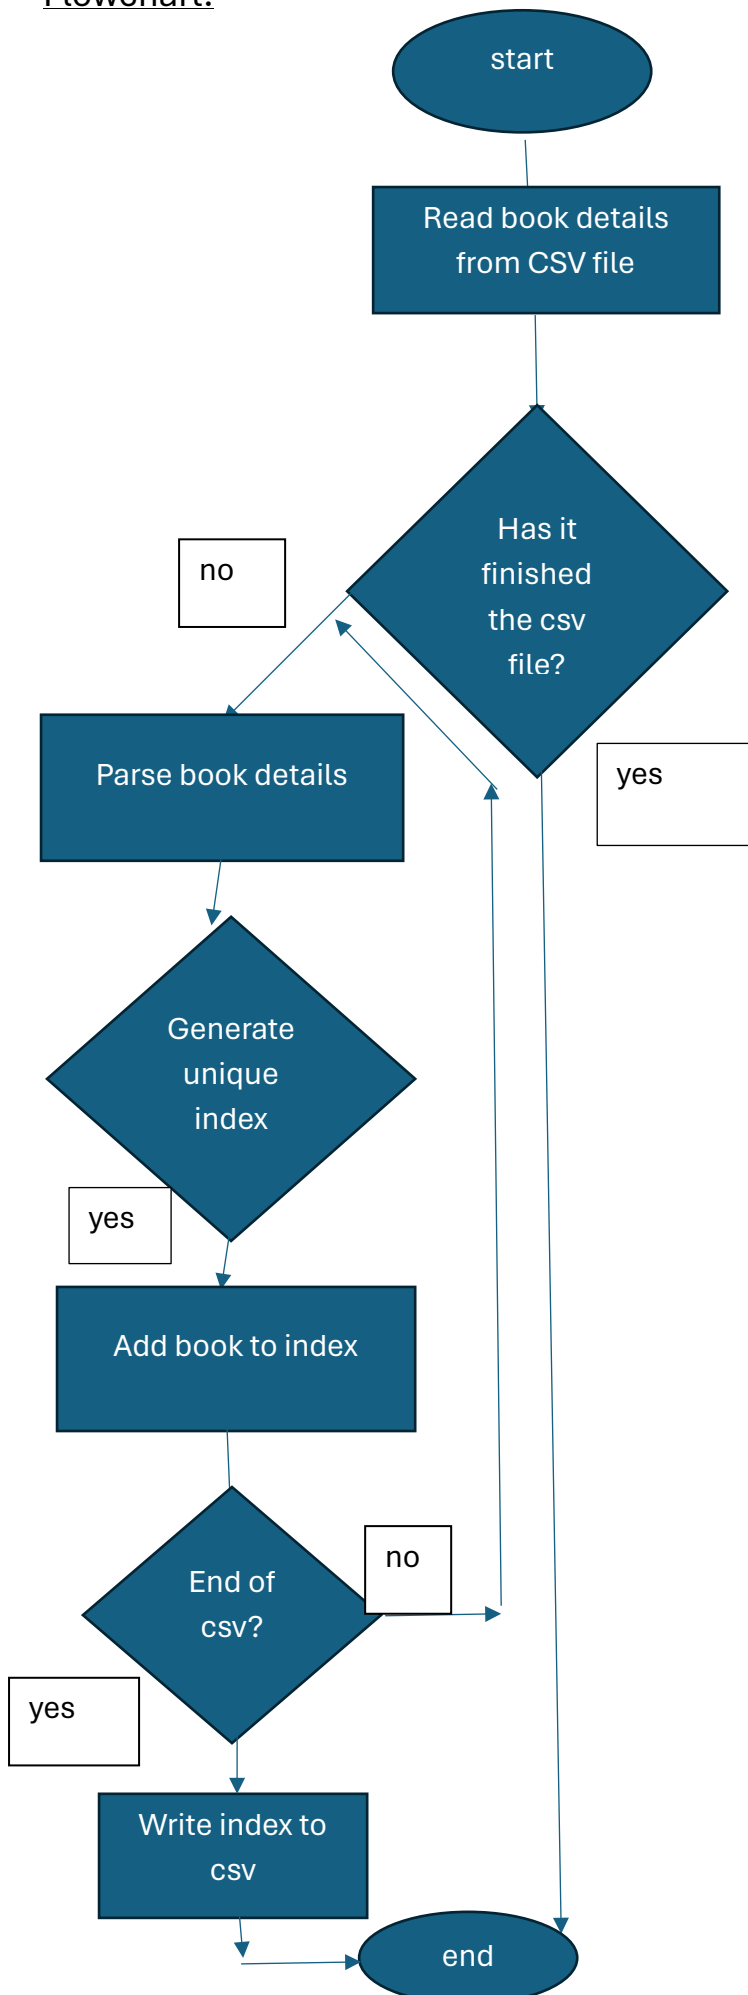 Flowchart:
start
Read book details
from CSV file
Has it
finished
the csv
file?
no
yes
Parse book details
Generate
unique
index
yes
Add book to index
End of
csv?
no
yes
Write index to
csv
end